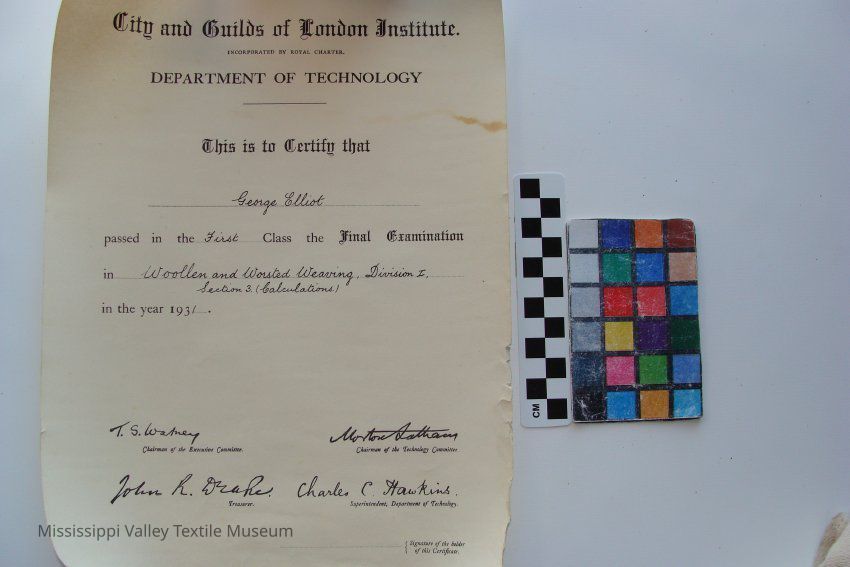 City and Guilds of London Institute.
INCORPORATED BY ROYAL CHARTER.
DEPARTMENT OF TECHNOLOGY
This is to Certify that
George Elliot
passed in the First Class the Final Examination
in Woollen and Worsted Weaving, Division I,
Section 3. (Calculations)
in the year 1931.
T. S. Watney
Chairman of the Executive Committee.
Morton Latham
Chairman of the Technology Committee.
John R. Drake.
Treasurer.
Charles C. Hawkins.
Superintendent, Department of Technology.
Signature of the holder
of this Certificate.
CM
Mississippi Valley Textile Museum